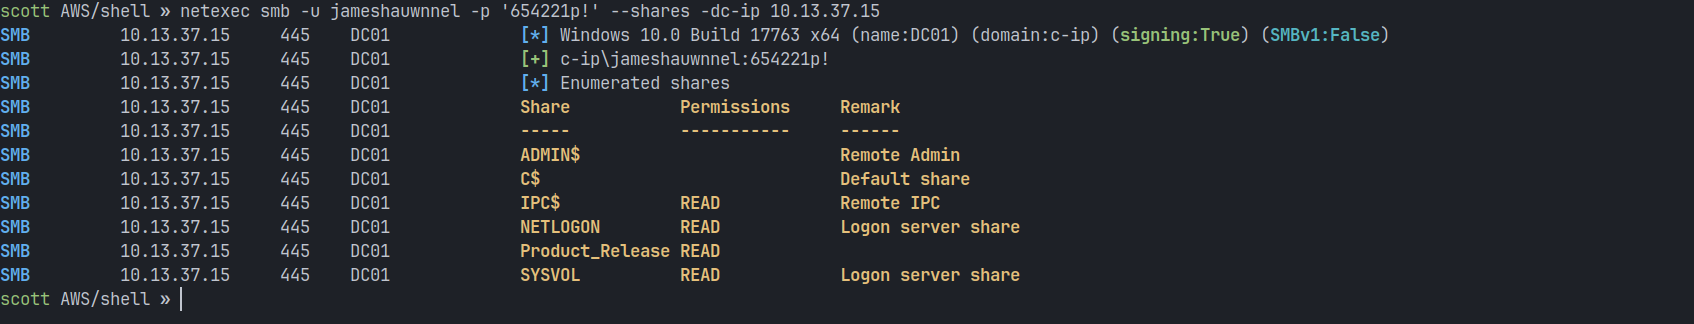 scott AWS/shell » netexec smb -u jameshauwnnel -p '654221p!' --shares -dc-ip 10.13.37.15
SMB 10.13.37.15 445 DC01 [*] Windows 10.0 Build 17763 x64 (name:DC01) (domain:c-ip) (signing:True) (SMBv1:False)
SMB 10.13.37.15 445 DC01 [+] c-ip\jameshauwnnel:654221p!
SMB 10.13.37.15 445 DC01 [*] Enumerated shares
SMB 10.13.37.15 445 DC01 Share Permissions Remark
SMB 10.13.37.15 445 DC01 ----- ----------- ------
SMB 10.13.37.15 445 DC01 ADMIN$ Remote Admin
SMB 10.13.37.15 445 DC01 C$ Default share
SMB 10.13.37.15 445 DC01 IPC$ READ Remote IPC
SMB 10.13.37.15 445 DC01 NETLOGON READ Logon server share
SMB 10.13.37.15 445 DC01 Product_Release READ
SMB 10.13.37.15 445 DC01 SYSVOL READ Logon server share
scott AWS/shell »